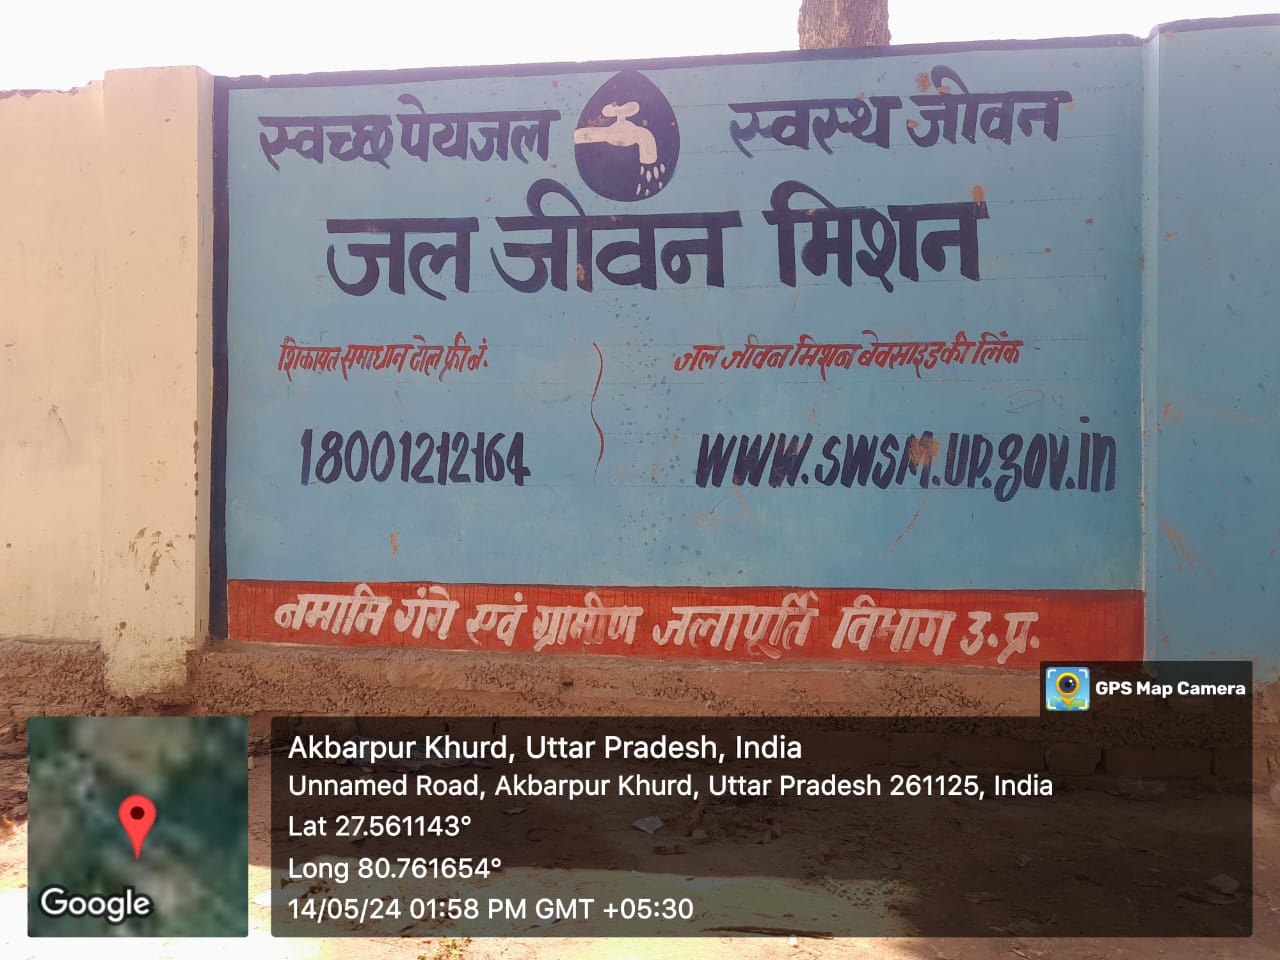 स्वच्छ पेयजल स्वस्थ जीवन
जल जीवन मिशन
शिकायत समाधान टोल फ्री नं.
18001212164
जल जीवन मिशन बेवसाइड की लिंक
www.swsm.up.gov.in
नमामि गंगे एवं ग्रामीण जलापूर्ति विभाग उ.प्र.
GPS Map Camera
Akbarpur Khurd, Uttar Pradesh, India
Unnamed Road, Akbarpur Khurd, Uttar Pradesh 261125, India
Lat 27.561143°
Long 80.761654°
14/05/24 01:58 PM GMT +05:30
Google